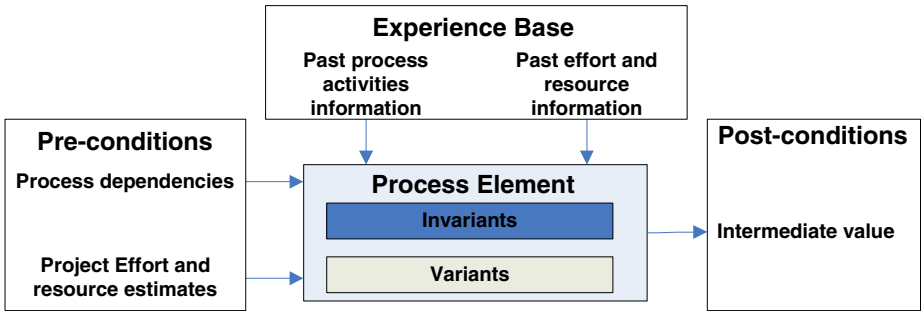 Experience Base
Past process
activities
information
Past effort and
resource
information
Pre-conditions
Process dependencies
Project Effort and
resource estimates
Process Element
Invariants
Variants
Post-conditions
Intermediate value